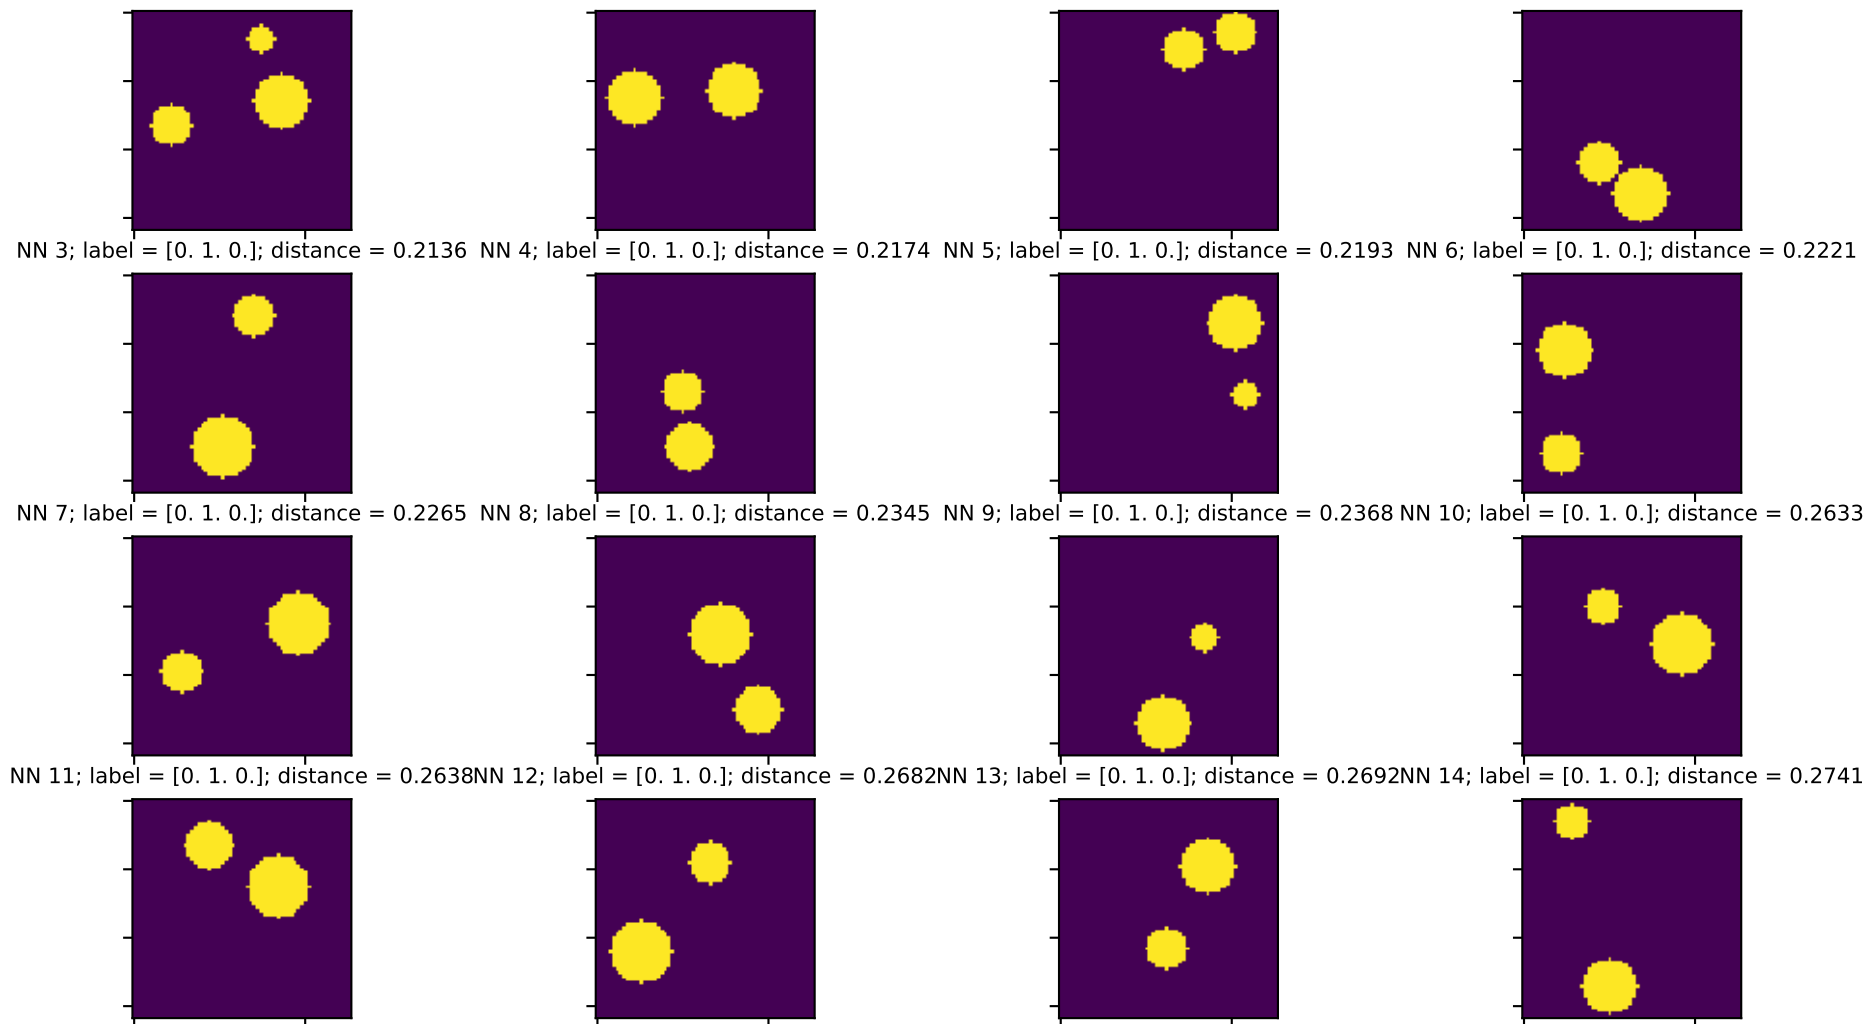 NN 3; label = [0. 1. 0.]; distance = 0.2136 NN 4; label = [0. 1. 0.]; distance = 0.2174 NN 5; label = [0. 1. 0.]; distance = 0.2193 NN 6; label = [0. 1. 0.]; distance = 0.2221
NN 7; label = [0. 1. 0.]; distance = 0.2265 NN 8; label = [0. 1. 0.]; distance = 0.2345 NN 9; label = [0. 1. 0.]; distance = 0.2368 NN 10; label = [0. 1. 0.]; distance = 0.2633
NN 11; label = [0. 1. 0.]; distance = 0.2638 NN 12; label = [0. 1. 0.]; distance = 0.2682 NN 13; label = [0. 1. 0.]; distance = 0.2692 NN 14; label = [0. 1. 0.]; distance = 0.2741